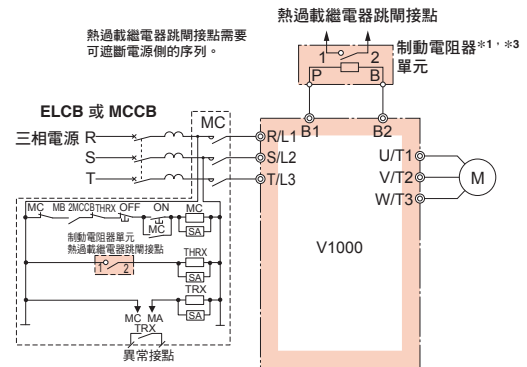 熱過載繼電器跳閘接點
熱過載繼電器跳閘接點需要
可遮斷電源側的序列。
1 2
制動電阻器*1，*3
單元
P B
ELCB 或 MCCB
MC
B1 B2
三相電源 R R/L1
S S/L2
T T/L3
U/T1
V/T2
W/T3
M
V1000
MC MB 2MCCB THRX OFF ON MC
MC
SA
制動電阻器單元
熱過載繼電器跳閘接點
1 2
THRX
SA
TRX
SA
MC MA
TRX
異常接點